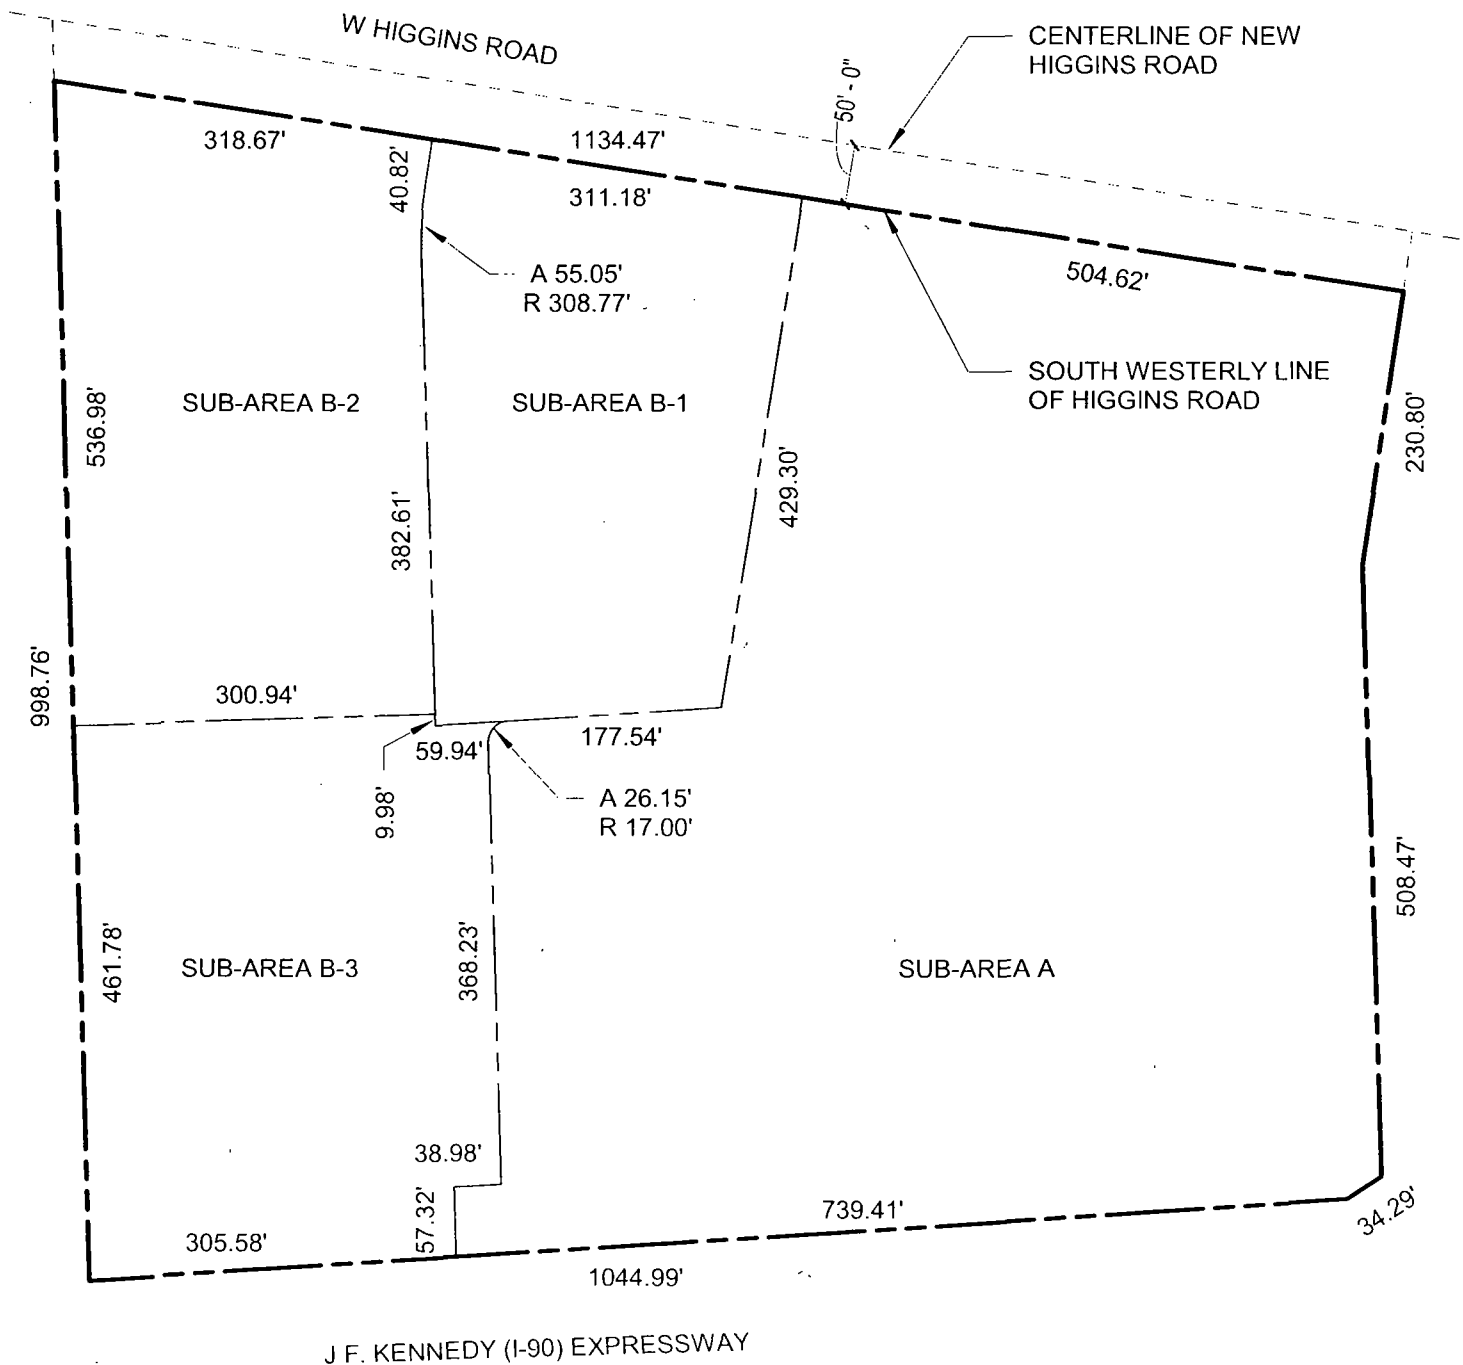 W HIGGINS ROAD
CENTERLINE OF NEW
HIGGINS ROAD
50' - 0"
318.67'
1134.47'
40.82'
311.18'
A 55.05'
R 308.77'
504.62'
SOUTH WESTERLY LINE
OF HIGGINS ROAD
SUB-AREA B-2
SUB-AREA B-1
536.98'
230.80'
429.30'
382.61'
998.76'
300.94'
59.94'
177.54'
9.98'
A 26.15'
R 17.00'
508.47'
461.78'
SUB-AREA B-3
368.23'
SUB-AREA A
38.98'
57.32'
739.41'
34.29'
305.58'
1044.99'
J F. KENNEDY (I-90) EXPRESSWAY